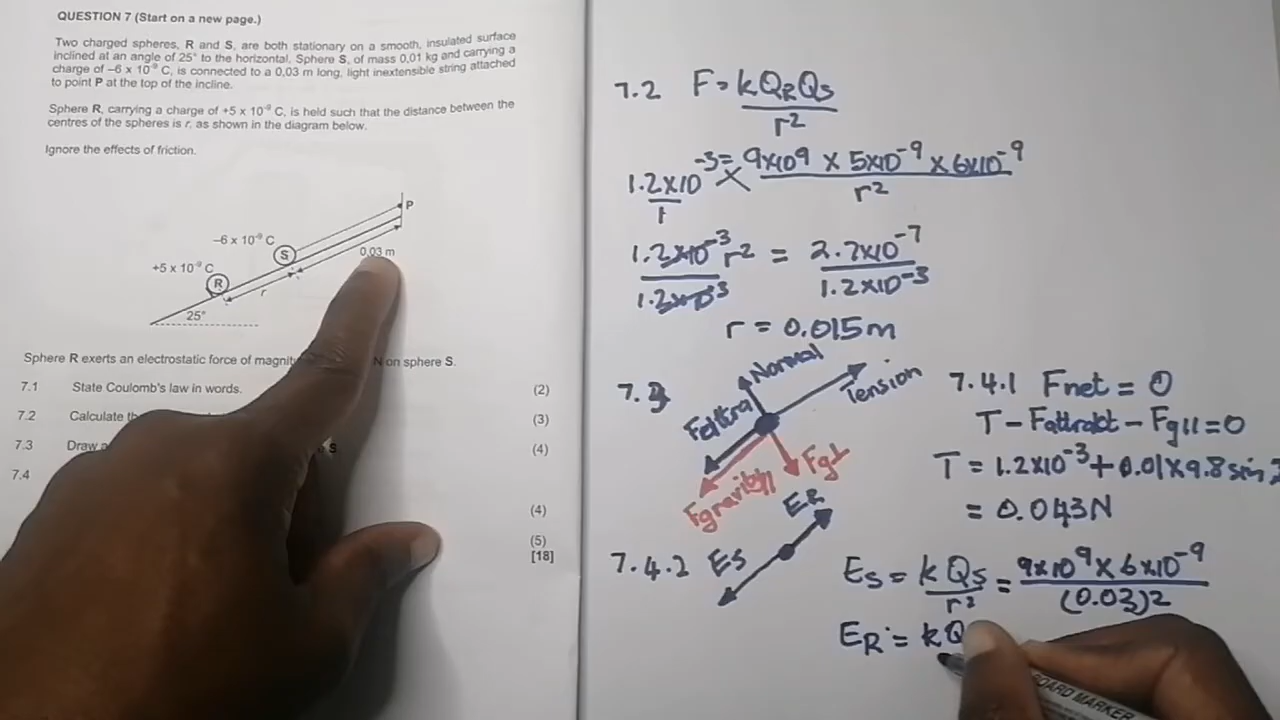 QUESTION 7 (Start on a new page.)
Two charged spheres, R and S, are both stationary on a smooth, insulated surface
inclined at an angle of 25° to the horizontal. Sphere S, of mass 0,01 kg and carrying a
charge of –6 x 10⁻⁹ C, is connected to a 0,03 m long, light inextensible string attached
to point P at the top of the incline.
Sphere R, carrying a charge of +5 x 10⁻⁹ C, is held such that the distance between the
centres of the spheres is r, as shown in the diagram below.
Ignore the effects of friction.
P
–6 x 10⁻⁹ C
S
0,03 m
+5 x 10⁻⁹ C
R
r
25°
Sphere R exerts an electrostatic force of N on sphere S.
7.1 State Coulomb's law in words. (2)
7.2 Calculate (3)
7.3 Draw (4)
7.4
(4)
(5)
[18]
7.2 F = kQRQS
r²
1.2x10⁻³ = 9x10⁹ x 5x10⁻⁹ x 6x10⁻⁹
1 r²
1.2x10⁻³ r² = 2.7x10⁻⁷
1.2x10⁻³ 1.2x10⁻³
r = 0.015m
7.3
Normal
Tension
Fg⊥
7.4.1 Fnet = 0
T - Fattract - Fg|| = 0
T = 1.2x10⁻³ + 0.01x9.8 sin
= 0.043N
7.4.2 ES
ER
ES = kQS = 9x10⁹ x 6x10⁻⁹
r² (0.03)2
ER = kQ
BOARD MARKER